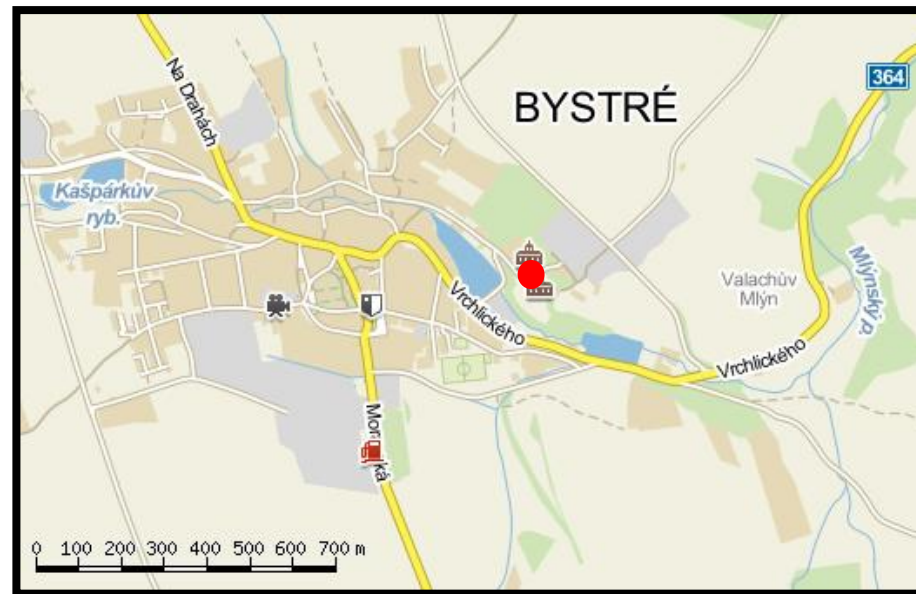 Na Drahách
BYSTRÉ
364
Kašpárkův
ryb.
Vrchlického
Valachův
Mlýn
Mlýnský p.
Vrchlického
0 100 200 300 400 500 600 700 m